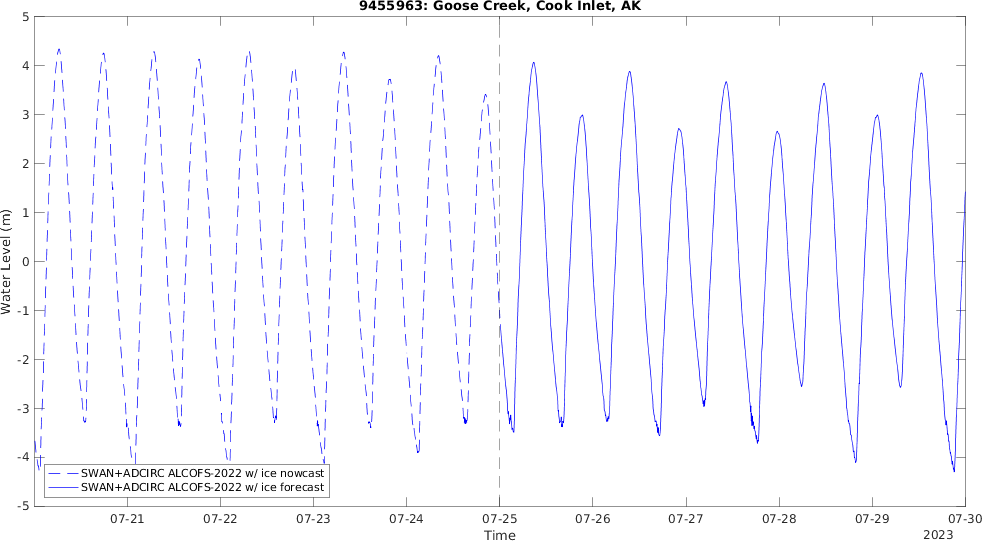 9455963: Goose Creek, Cook Inlet, AK
5
4
3
2
1
0
-1
-2
-3
-4
-5
Water Level (m)
SWAN+ADCIRC ALCOFS-2022 w/ ice nowcast
SWAN+ADCIRC ALCOFS-2022 w/ ice forecast
07-21 07-22 07-23 07-24 07-25 07-26 07-27 07-28 07-29 07-30
Time
2023